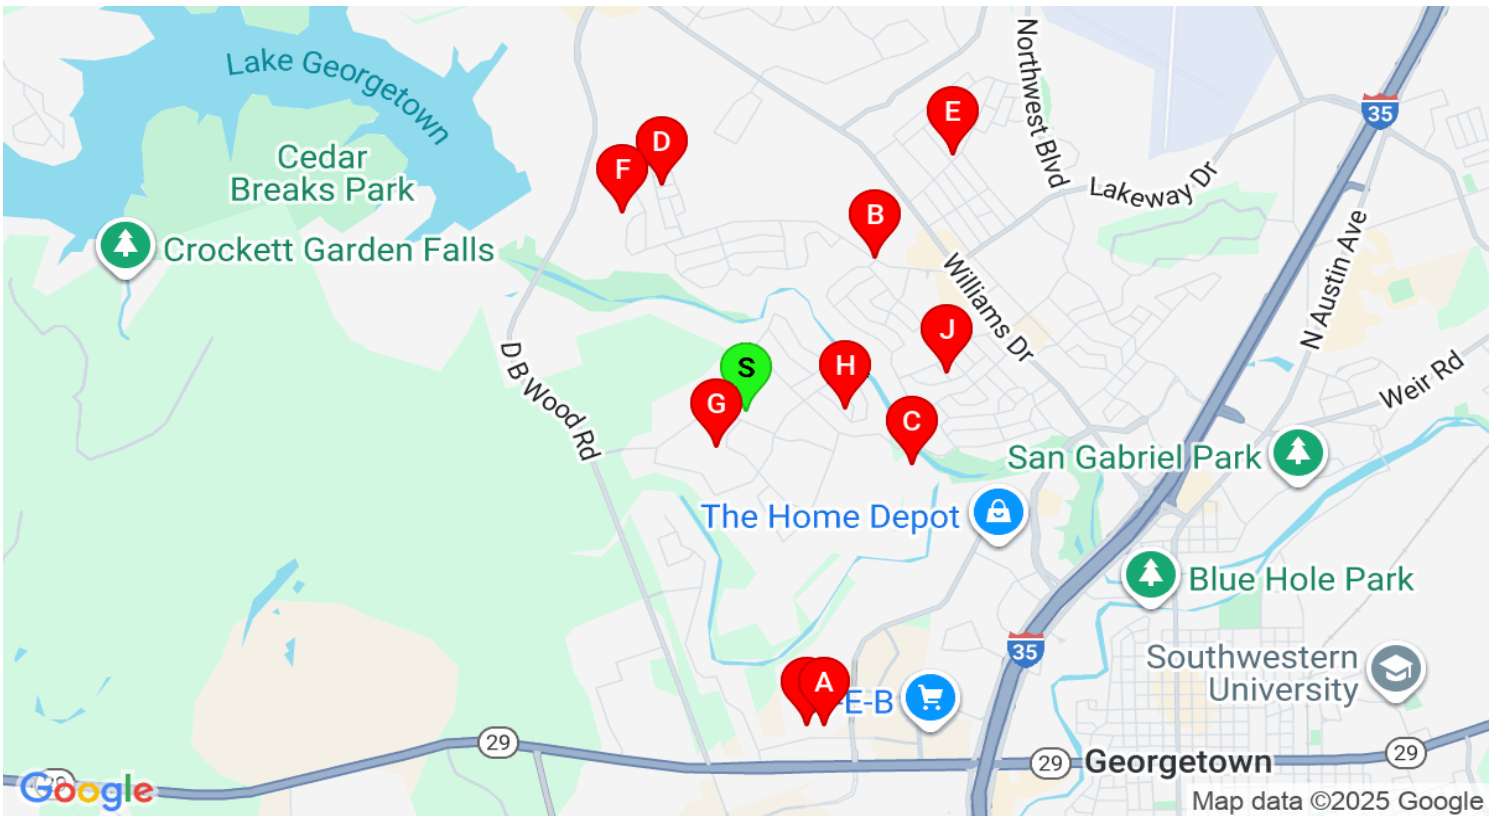 Lake Georgetown
Cedar
Breaks Park
Crockett Garden Falls
Northwest Blvd
Lakeway Dr
35
E
D
F
B
Williams Dr
N Austin Ave
Weir Rd
D B Wood Rd
J
S
H
G
C
San Gabriel Park
The Home Depot
Blue Hole Park
35
Southwestern
University
A
-E-B
29
29
Georgetown
29
Google
Map data ©2025 Google